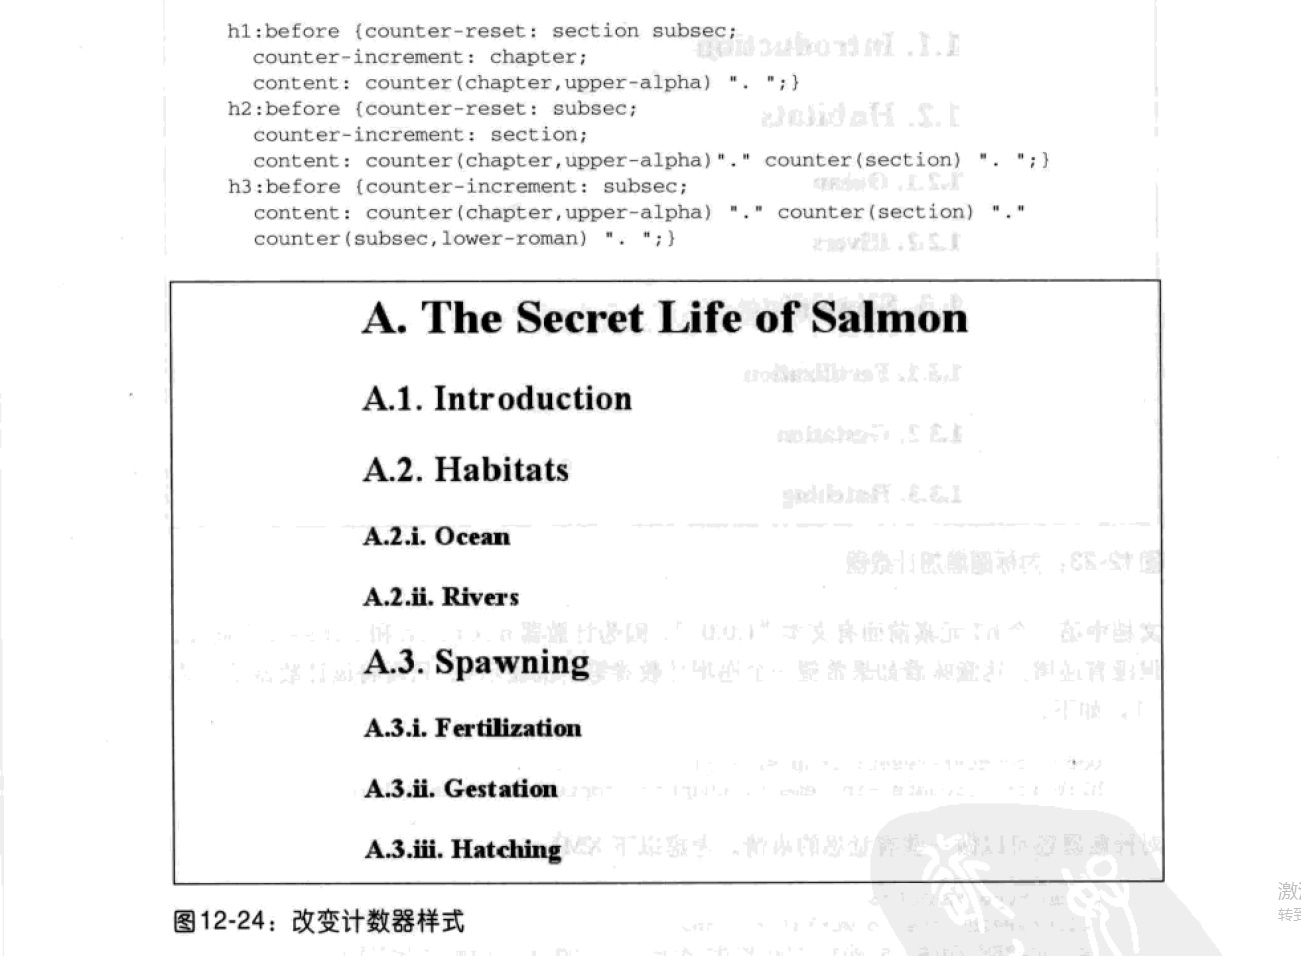 h1:before {counter-reset: section subsec;
counter-increment: chapter;
content: counter(chapter,upper-alpha) ". ";}
h2:before {counter-reset: subsec;
counter-increment: section;
content: counter(chapter,upper-alpha)"." counter(section) ". ";}
h3:before {counter-increment: subsec;
content: counter(chapter,upper-alpha) "." counter(section) "."
counter(subsec,lower-roman) ". ";}
A. The Secret Life of Salmon
A.1. Introduction
A.2. Habitats
A.2.i. Ocean
A.2.ii. Rivers
A.3. Spawning
A.3.i. Fertilization
A.3.ii. Gestation
A.3.iii. Hatching
图12-24：改变计数器样式
转到